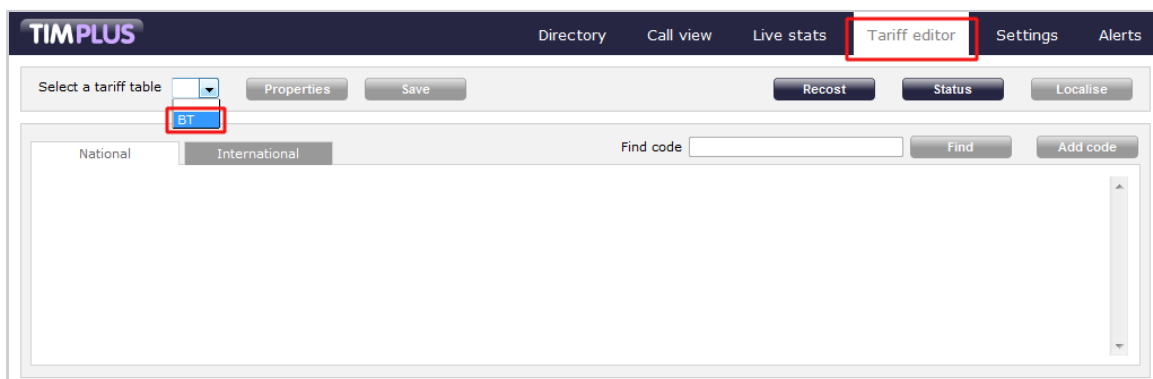 TIMPLUS Directory Call view Live stats Tariff editor Settings Alerts
Select a tariff table Properties Save Recost Status Localise
BT
National International Find code Find Add code